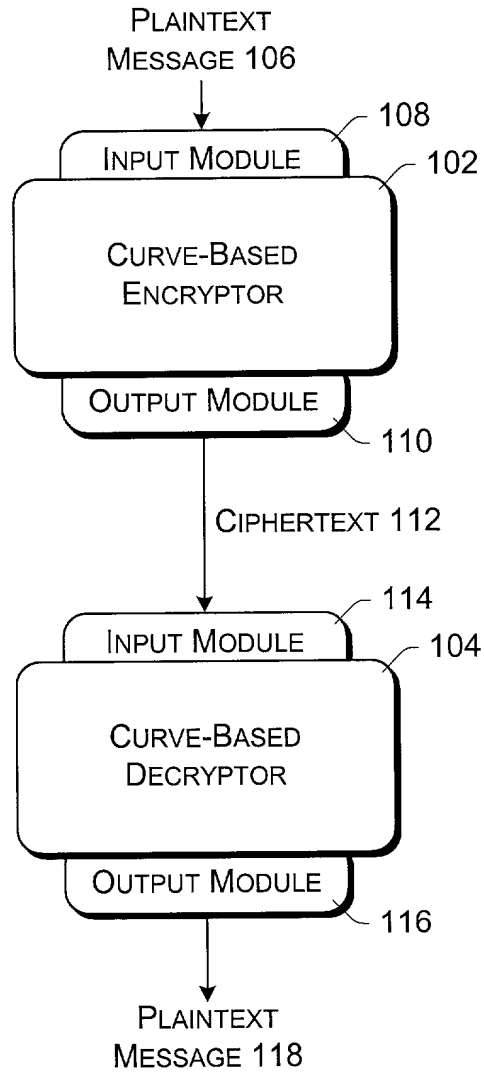 PLAINTEXT
MESSAGE 106
108
INPUT MODULE
102
CURVE-BASED
ENCRYPTOR
OUTPUT MODULE
110
CIPHERTEXT 112
114
INPUT MODULE
104
CURVE-BASED
DECRYPTOR
OUTPUT MODULE
116
PLAINTEXT
MESSAGE 118